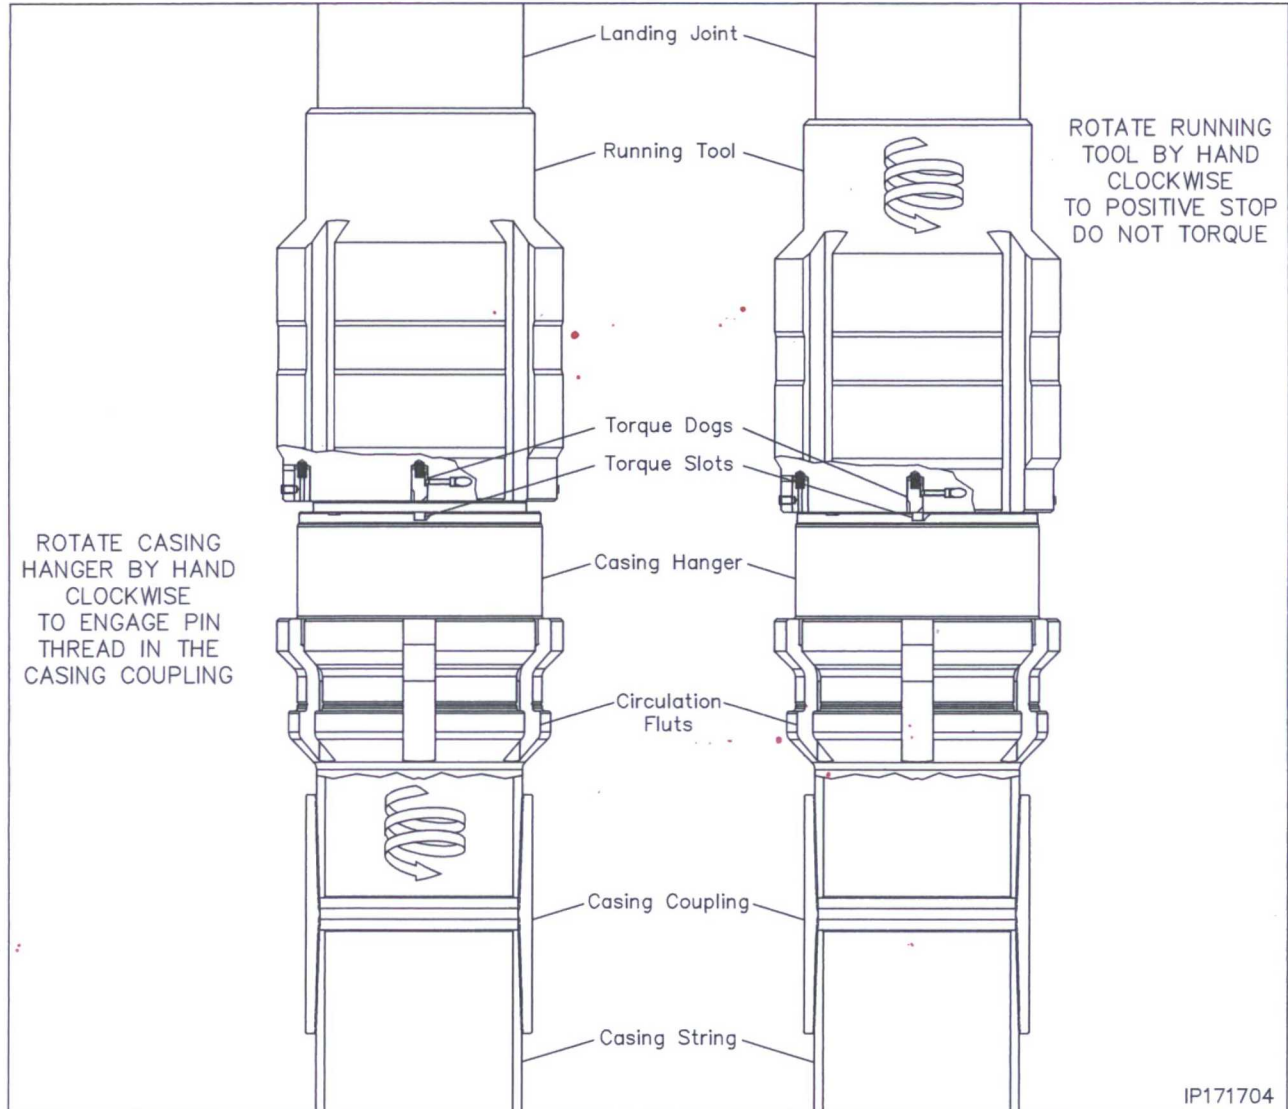 Landing Joint
Running Tool
ROTATE RUNNING
TOOL BY HAND
CLOCKWISE
TO POSITIVE STOP
DO NOT TORQUE
Torque Dogs
Torque Slots
ROTATE CASING
HANGER BY HAND
CLOCKWISE
TO ENGAGE PIN
THREAD IN THE
CASING COUPLING
Casing Hanger
Circulation
Fluts
Casing Coupling
Casing String
IP171704